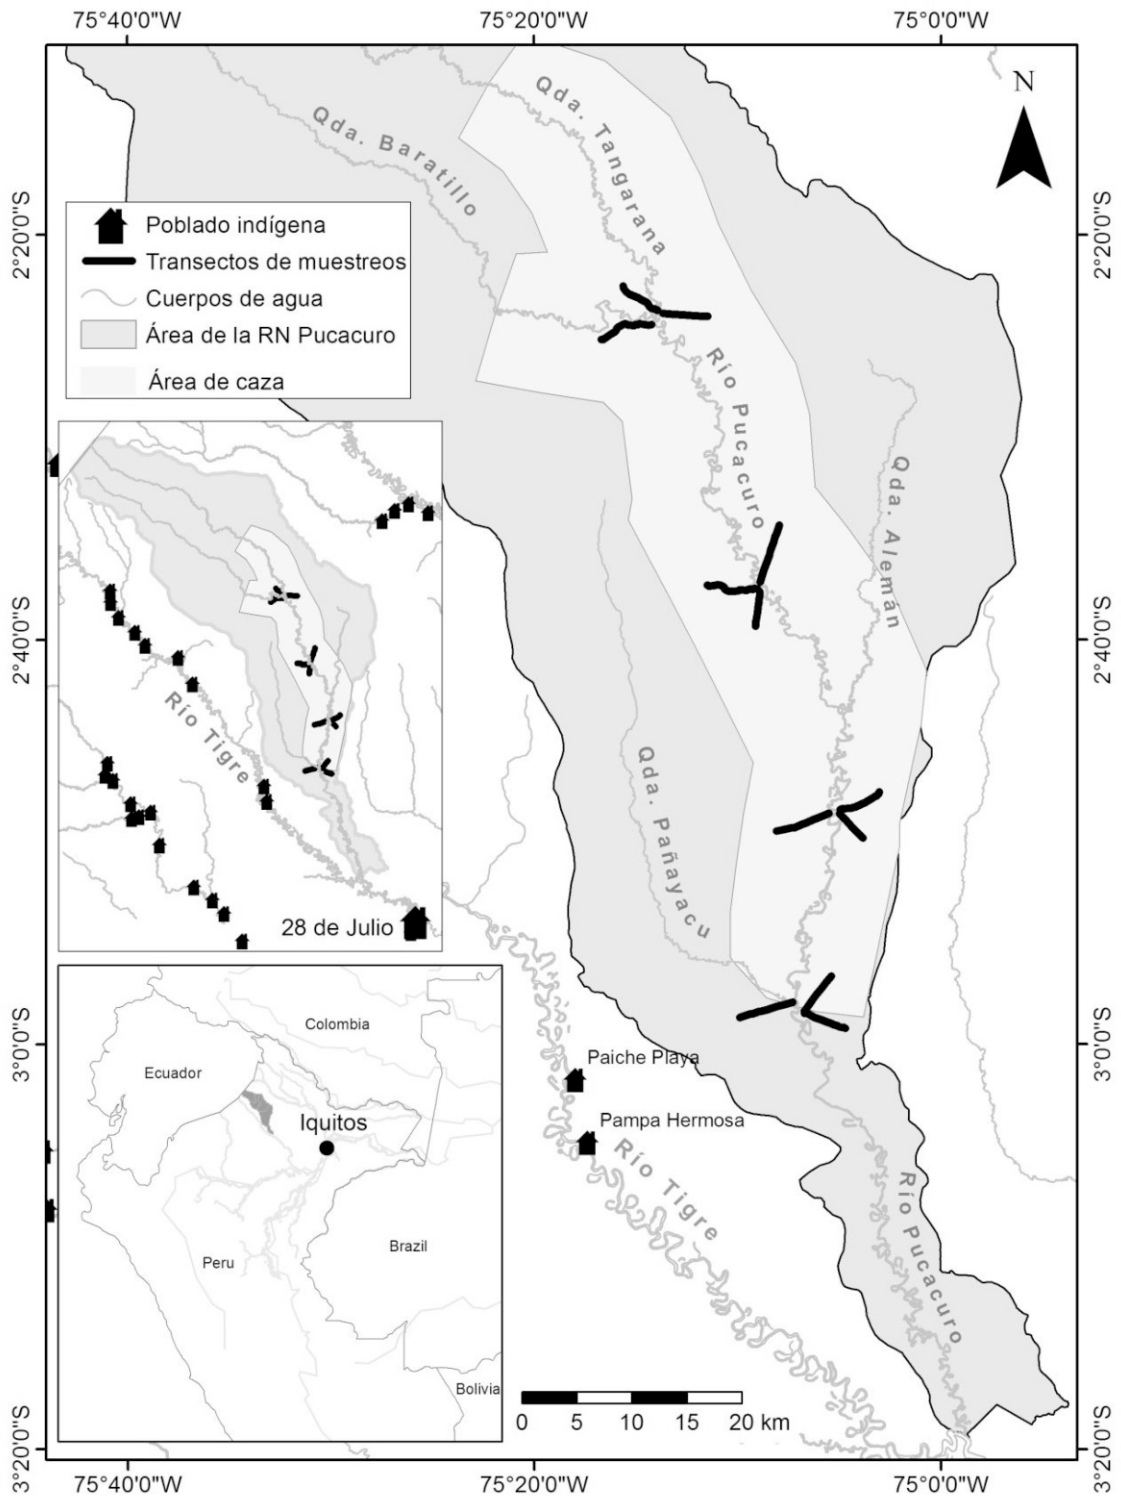 75°40'0"W
75°20'0"W
75°00'0"W
N
Qda. Tangarana
Qda. Baratillo
2°20'0"S
2°20'0"S
Poblado indígena
Transectos de muestreos
Cuerpos de agua
Área de la RN Pucacuro
Área de caza
Río Pucacuro
Qda. Alemán
2°40'0"S
2°40'0"S
Río Tigre
Qda. Pañayacu
28 de Julio
Colombia
Ecuador
Iquitos
Peru
Brazil
Bolivia
3°0'0"S
3°0'0"S
Paiche Playa
Pampa Hermosa
Río Tigre
Río Pucacuro
0 5 10 15 20 km
3°20'0"S
3°20'0"S
75°40'0"W
75°20'0"W
75°00'0"W